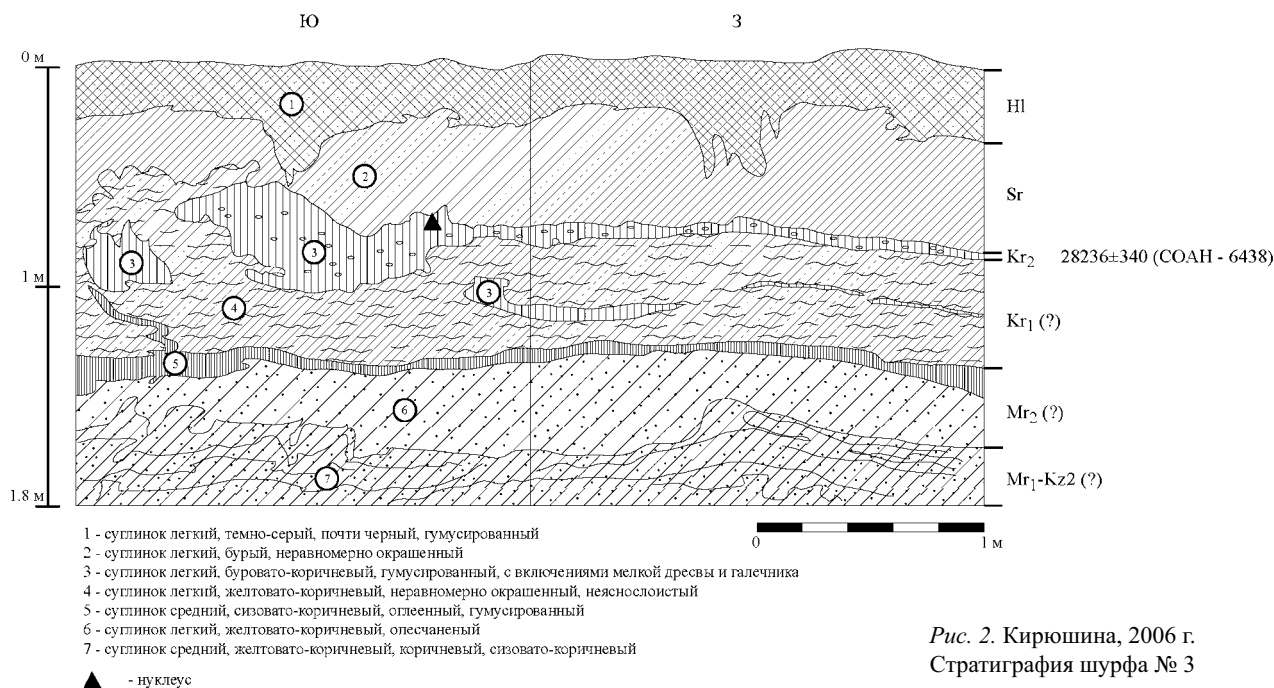 Ю З
0 м
1
Hl
2
Sr
3
3
Kr2 28236±340 (СОАН - 6438)
1 м
3
4
Kr1 (?)
5
6
Mr2 (?)
7
Mr1-Kz2 (?)
1.8 м
0 1 м
1 - суглинок легкий, темно-серый, почти черный, гумусированный
2 - суглинок легкий, бурый, неравномерно окрашенный
3 - суглинок легкий, буровато-коричневый, гумусированный, с включениями мелкой дресвы и галечника
4 - суглинок легкий, желтовато-коричневый, неравномерно окрашенный, неяснослоистый
5 - суглинок средний, сизовато-коричневый, оглеенный, гумусированный
6 - суглинок легкий, желтовато-коричневый, опесчаненый
7 - суглинок средний, желтовато-коричневый, коричневый, сизовато-коричневый
- нуклеус
Рис. 2. Кирюшина, 2006 г.
Стратиграфия шурфа № 3